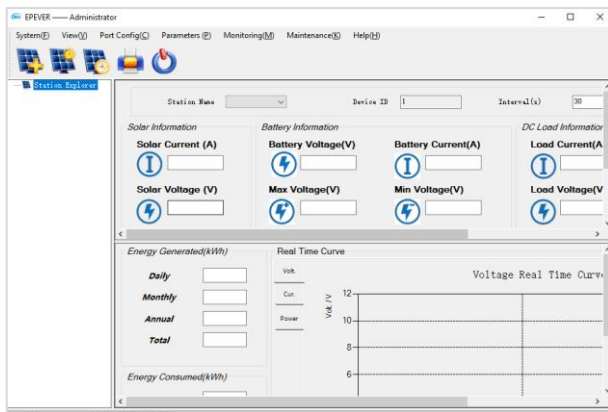 EPEVER —— Administrator
System(F) View(V) Port Config(C) Parameters (P) Monitoring(M) Maintenance(K) Help(H)
Station Explorer
Station Name Device ID 1 Interval(s) 30
Solar Information Battery Information DC Load Information
Solar Current (A) Battery Voltage(V) Battery Current(A) Load Current(A
Solar Voltage (V) Max Voltage(V) Min Voltage(V) Load Voltage(V
Energy Generated(kWh) Real Time Curve
Daily
Monthly
Annual
Total
Energy Consumed(kWh)
Volt.
Cur.
Power
Voltage Real Time Curve
Volt. /V
12
10
8
6